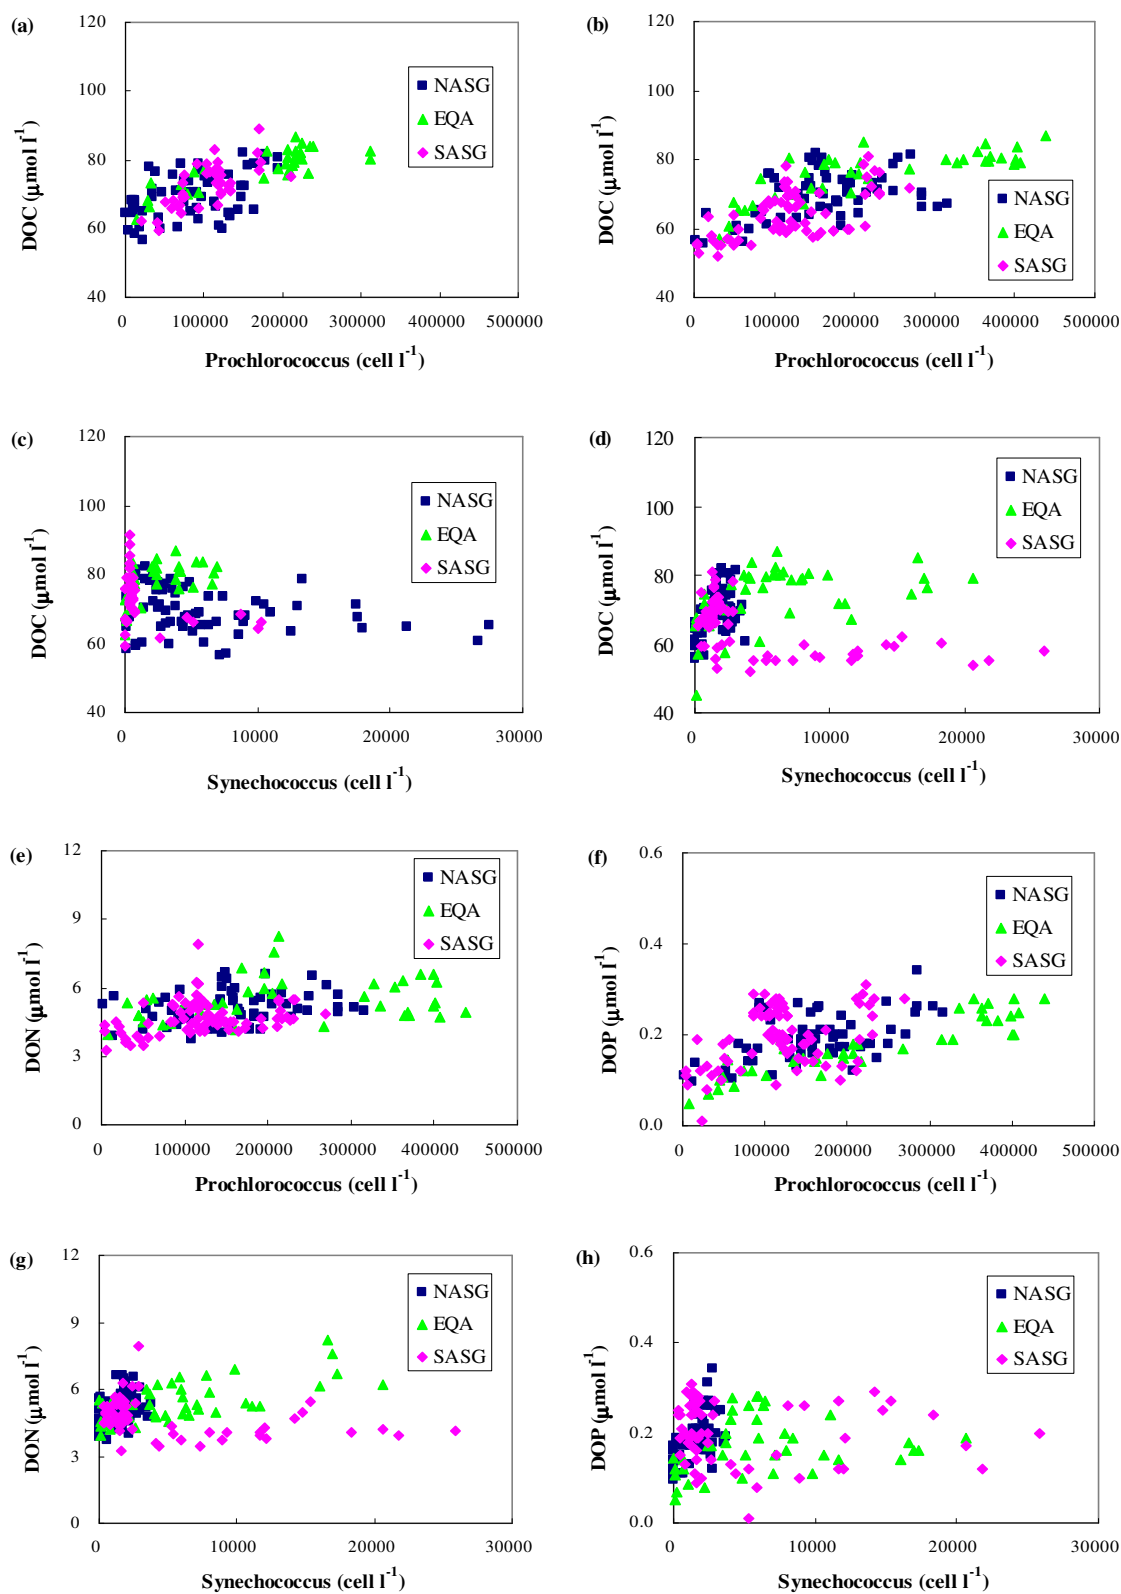 (a)
120
100
80
60
40
DOC (µmol l-1)
NASG
EQA
SASG
0 100000 200000 300000 400000 500000
Prochlorococcus (cell l-1)
(b)
120
100
80
60
40
DOC (µmol l-1)
NASG
EQA
SASG
0 100000 200000 300000 400000 500000
Prochlorococcus (cell l-1)
(c)
120
100
80
60
40
DOC (µmol l-1)
NASG
EQA
SASG
0 10000 20000 30000
Synechococcus (cell l-1)
(d)
120
100
80
60
40
DOC (µmol l-1)
NASG
EQA
SASG
0 10000 20000 30000
Synechococcus (cell l-1)
(e)
12
9
6
3
0
DON (µmol l-1)
NASG
EQA
SASG
0 100000 200000 300000 400000 500000
Prochlorococcus (cell l-1)
(f)
0.6
0.4
0.2
0.0
DOP (µmol l-1)
NASG
EQA
SASG
0 100000 200000 300000 400000 500000
Prochlorococcus (cell l-1)
(g)
12
9
6
3
0
DON (µmol l-1)
NASG
EQA
SASG
0 10000 20000 30000
Synechococcus (cell l-1)
(h)
0.6
0.4
0.2
0.0
DOP (µmol l-1)
NASG
EQA
SASG
0 10000 20000 30000
Synechococcus (cell l-1)